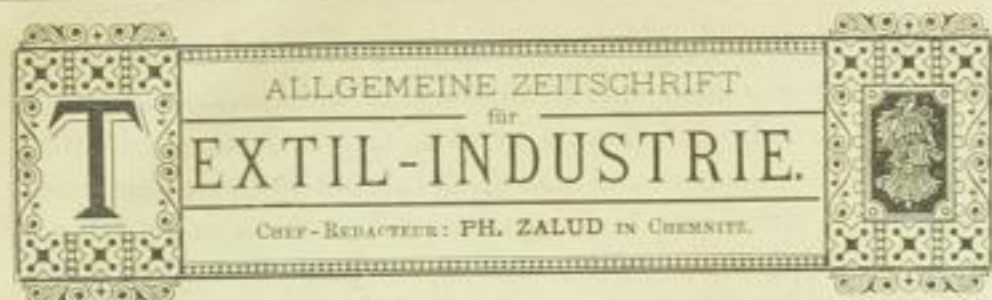 ALLGEMEINE ZEITSCHRIFT
für
TEXTIL-INDUSTRIE.
CHEF-REDACTEUR: PH. ZALUD IN CHEMNITZ.